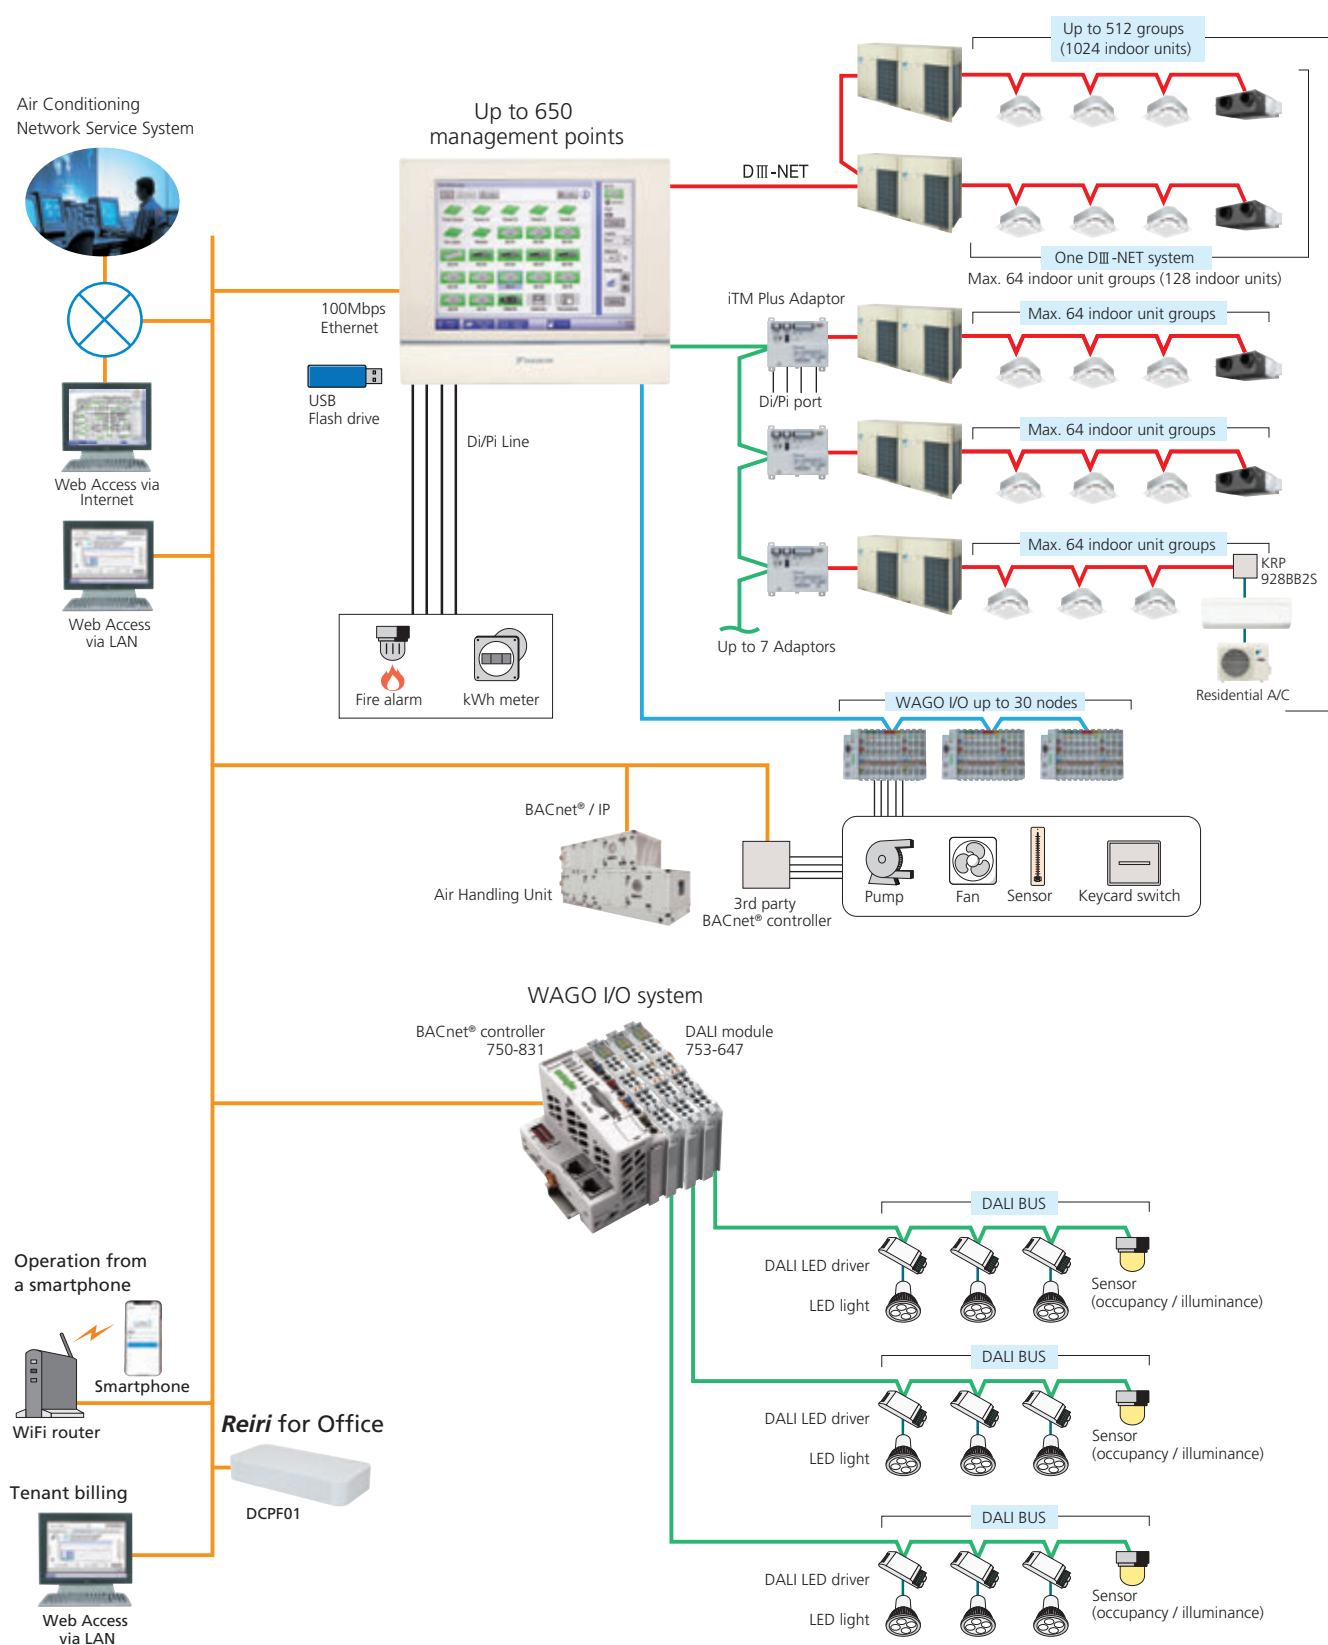 Up to 512 groups
(1024 indoor units)
Air Conditioning
Network Service System
Up to 650
management points
DⅢ-NET
One DⅢ-NET system
Max. 64 indoor unit groups (128 indoor units)
100Mbps
Ethernet
iTM Plus Adaptor
Max. 64 indoor unit groups
DAIKIN
USB
Flash drive
Di/Pi port
Di/Pi Line
Max. 64 indoor unit groups
Web Access via
Internet
Max. 64 indoor unit groups
KRP
928BB2S
Web Access
via LAN
Up to 7 Adaptors
Fire alarm
kWh meter
Residential A/C
WAGO I/O up to 30 nodes
BACnet® / IP
Air Handling Unit
3rd party
BACnet® controller
Pump
Fan
Sensor
Keycard switch
WAGO I/O system
BACnet® controller
750-831
DALI module
753-647
DALI BUS
DALI LED driver
LED light
Sensor
(occupancy / illuminance)
Operation from
a smartphone
Smartphone
WiFi router
DALI BUS
DALI LED driver
LED light
Sensor
(occupancy / illuminance)
Reiri for Office
DCPF01
Tenant billing
Web Access
via LAN
DALI BUS
DALI LED driver
LED light
Sensor
(occupancy / illuminance)